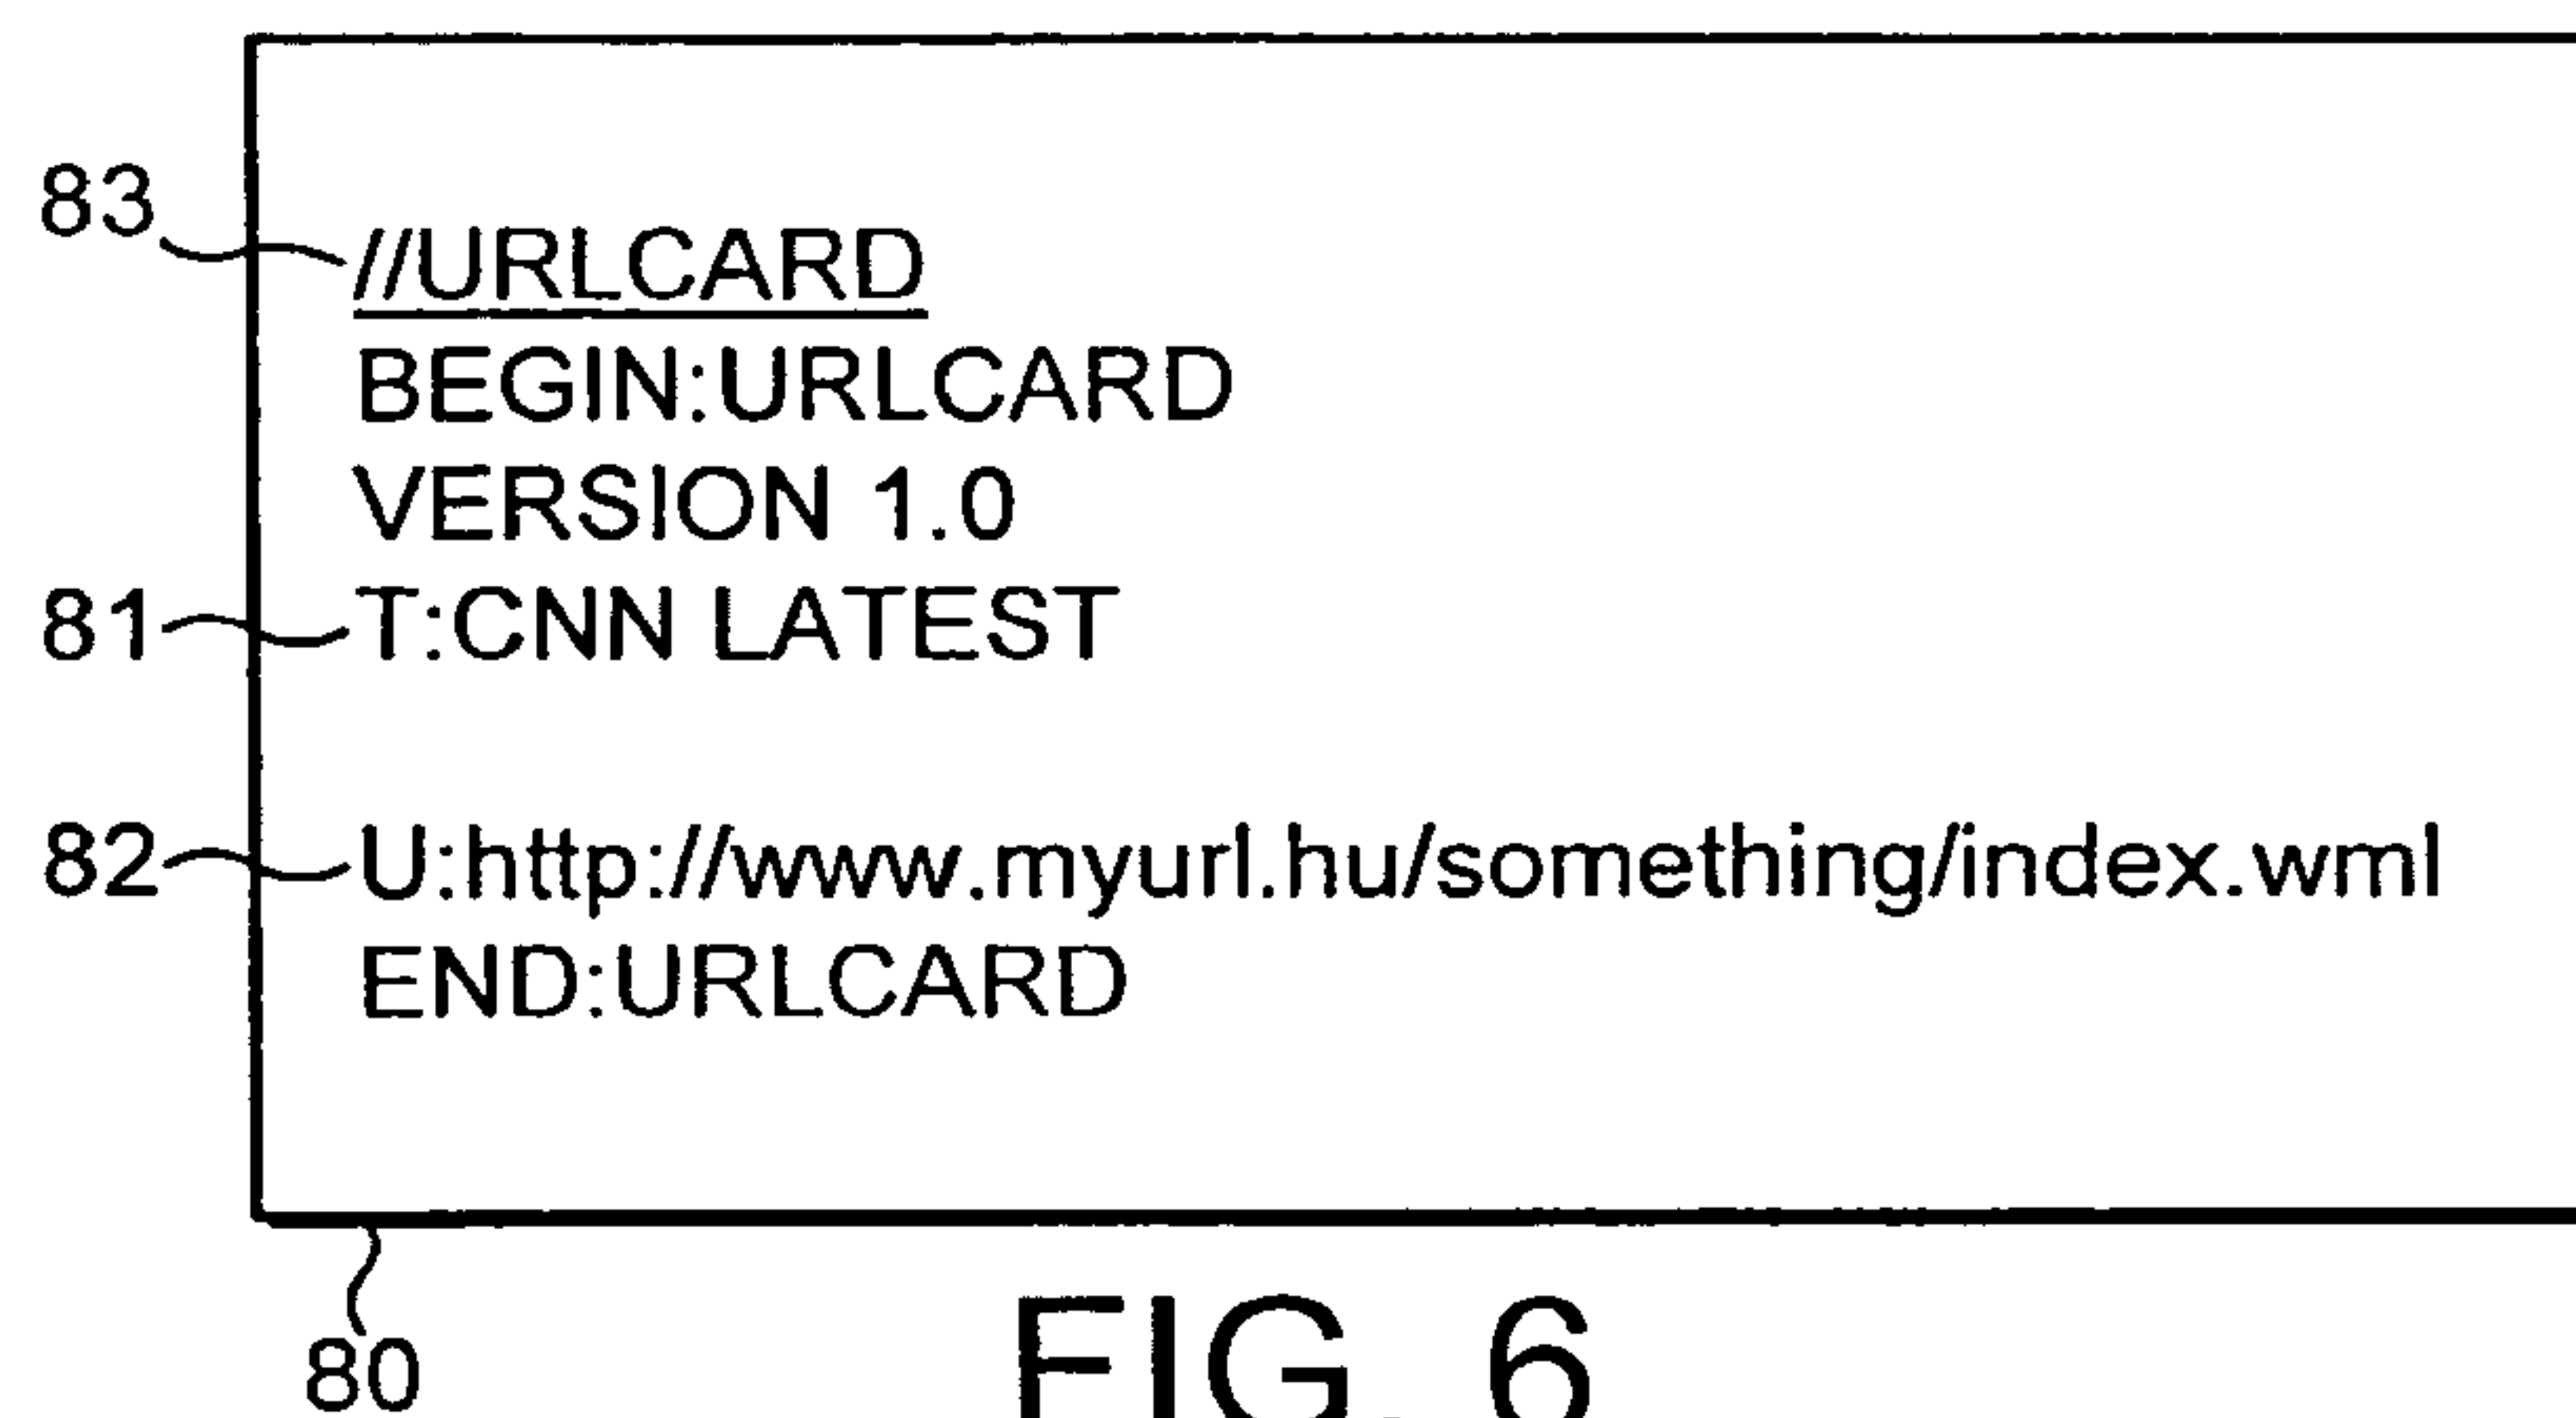 83
//URLCARD
BEGIN:URLCARD
VERSION 1.0
81
T:CNN LATEST
82
U:http://www.myurl.hu/something/index.wml
END:URLCARD
80
FIG. 6